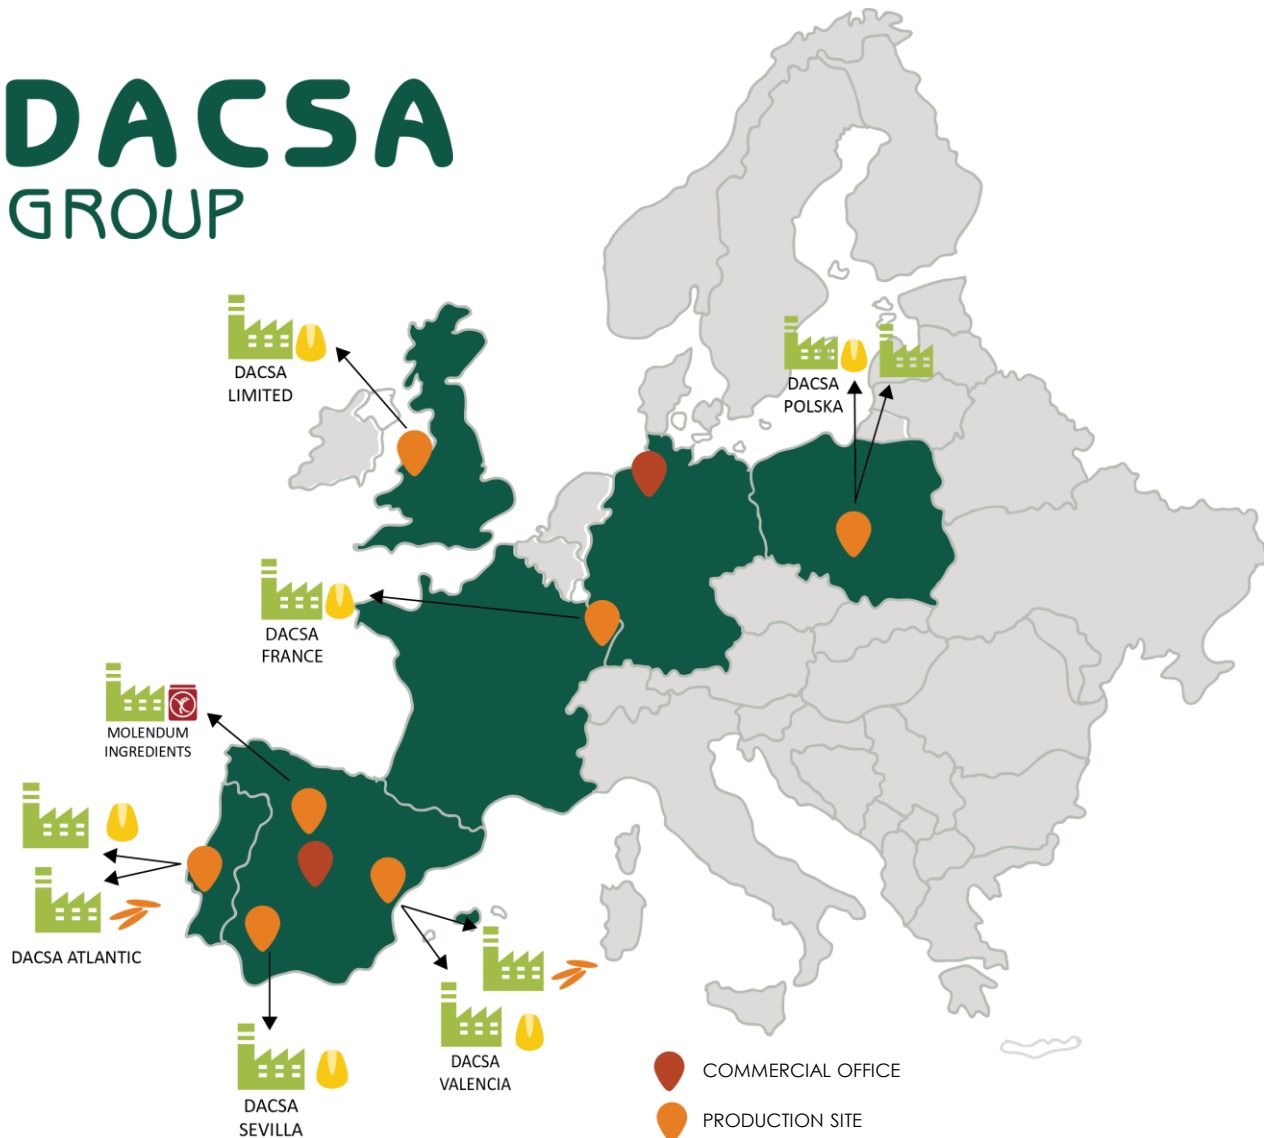 DACSA
GROUP
DACSA
LIMITED
DACSA
POLSKA
DACSA
FRANCE
MOLENDUM
INGREDIENTS
DACSA ATLANTIC
DACSA
VALENCIA
DACSA
SEVILLA
COMMERCIAL OFFICE
PRODUCTION SITE